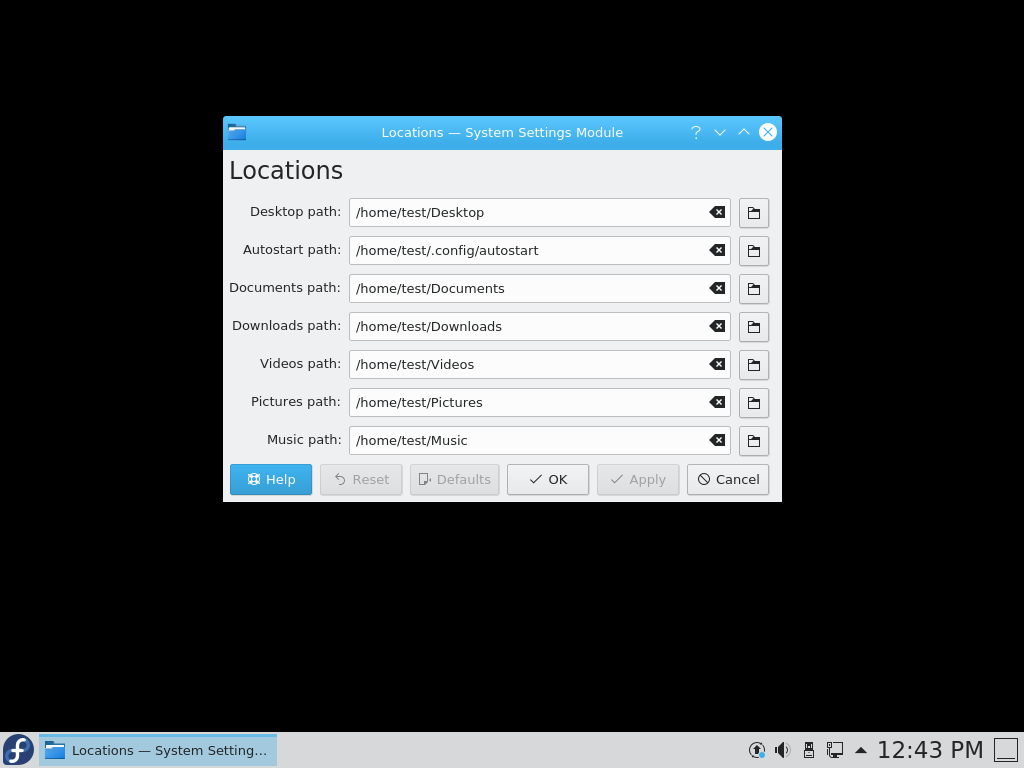 Locations — System Settings Module
Locations
Desktop path: /home/test/Desktop
Autostart path: /home/test/.config/autostart
Documents path: /home/test/Documents
Downloads path: /home/test/Downloads
Videos path: /home/test/Videos
Pictures path: /home/test/Pictures
Music path: /home/test/Music
Help Reset Defaults OK Apply Cancel
Locations — System Setting... 12:43 PM